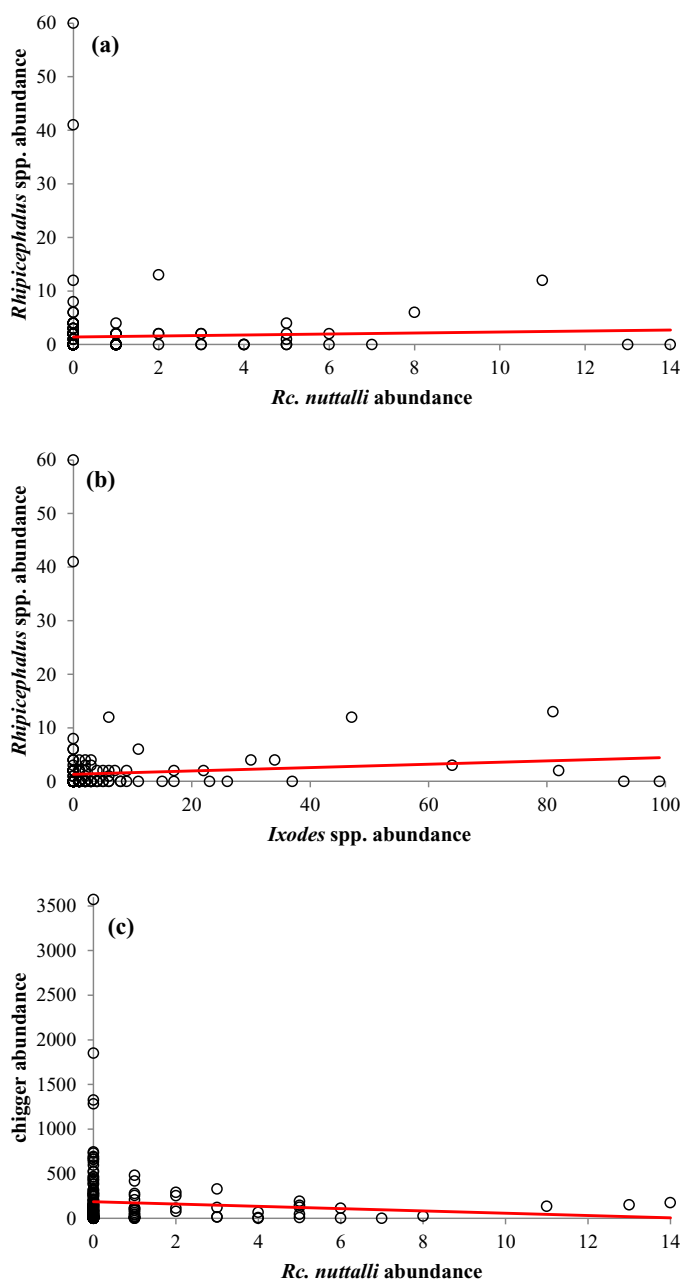 (a)
Rhipicephalus spp. abundance
60
50
40
30
20
10
0
0 2 4 6 8 10 12 14
Rc. nuttalli abundance
(b)
Rhipicephalus spp. abundance
60
50
40
30
20
10
0
0 20 40 60 80 100
Ixodes spp. abundance
(c)
chigger abundance
3500
3000
2500
2000
1500
1000
500
0
0 2 4 6 8 10 12 14
Rc. nuttalli abundance